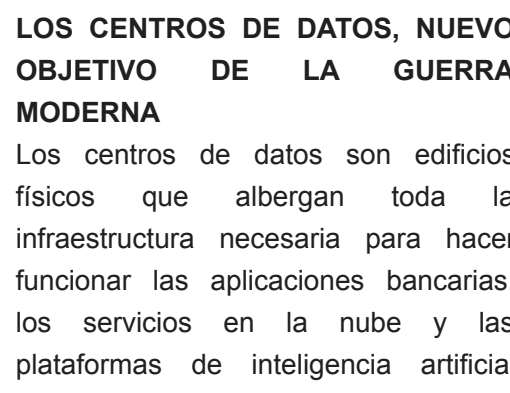 LOS CENTROS DE DATOS, NUEVO
OBJETIVO DE LA GUERRA
MODERNA
Los centros de datos son edificios
físicos que albergan toda la
infraestructura necesaria para hacer
funcionar las aplicaciones bancarias
los servicios en la nube y las
plataformas de inteligencia artificia